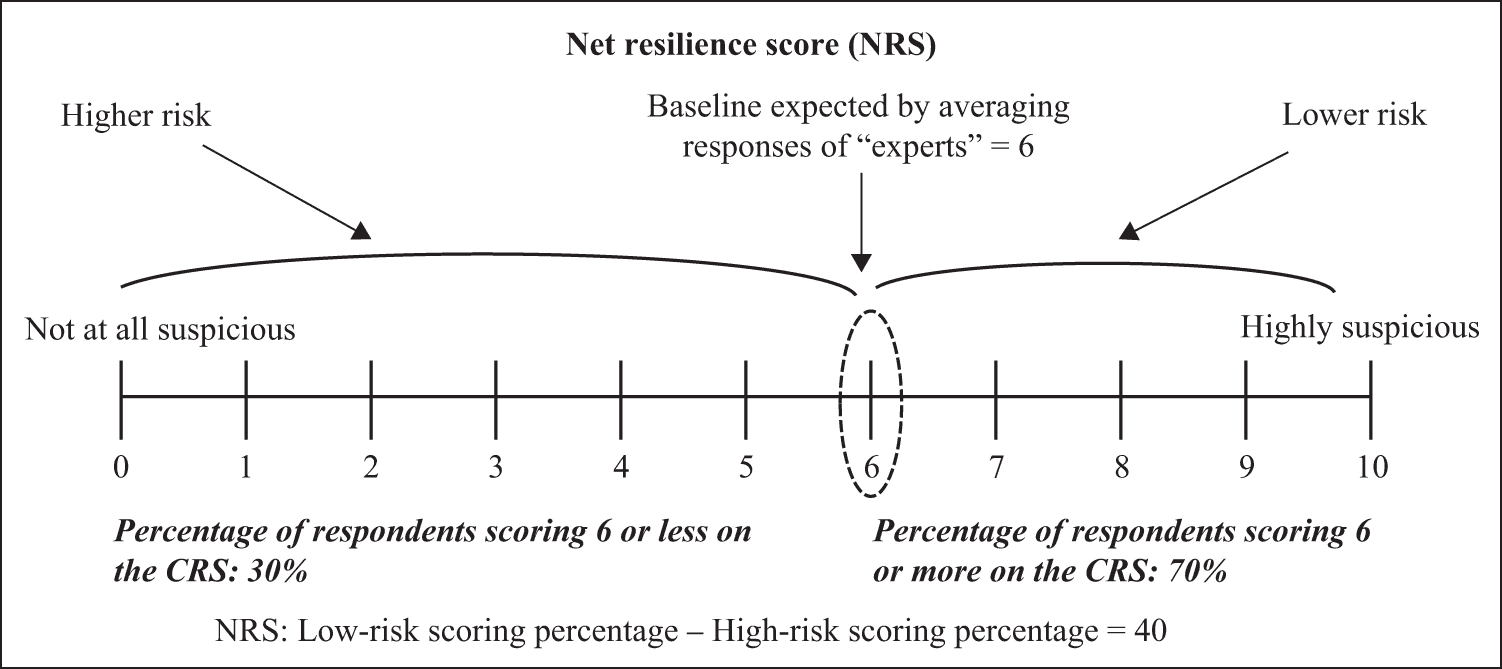 Net resilience score (NRS)
Higher risk
Baseline expected by averaging
responses of “experts” = 6
Lower risk
Not at all suspicious
Highly suspicious
0 1 2 3 4 5 6 7 8 9 10
Percentage of respondents scoring 6 or less on
the CRS: 30%
Percentage of respondents scoring 6
or more on the CRS: 70%
NRS: Low-risk scoring percentage – High-risk scoring percentage = 40